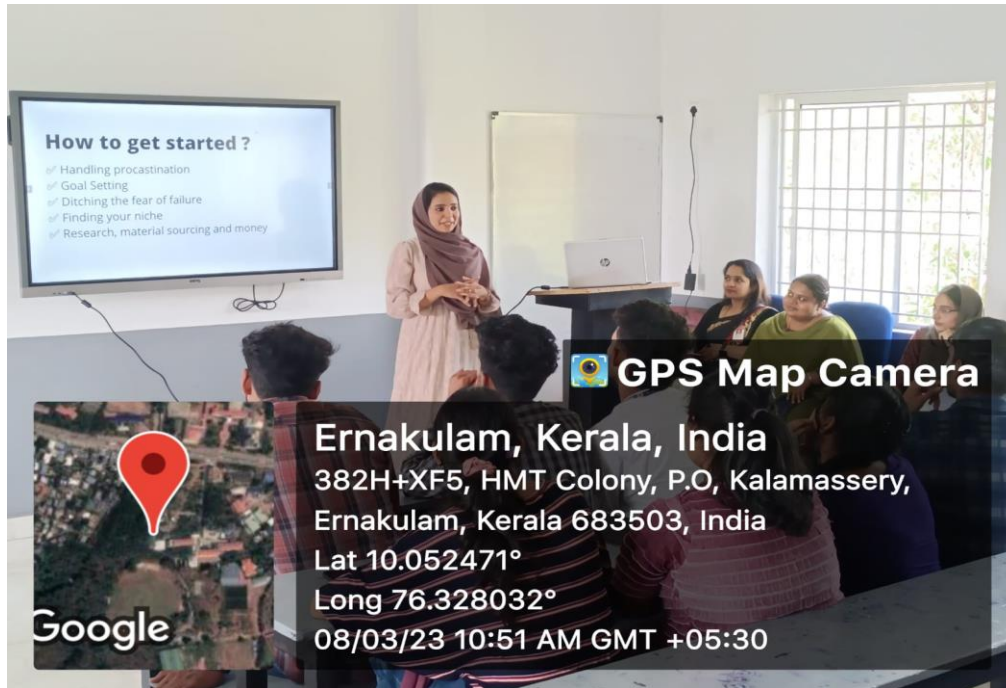 How to get started ?
✅ Handling procastination
✅ Goal Setting
✅ Ditching the fear of failure
✅ Finding your niche
✅ Research, material sourcing and money
hp
GPS Map Camera
Ernakulam, Kerala, India
382H+XF5, HMT Colony, P.O, Kalamassery,
Ernakulam, Kerala 683503, India
Lat 10.052471°
Long 76.328032°
08/03/23 10:51 AM GMT +05:30
Google